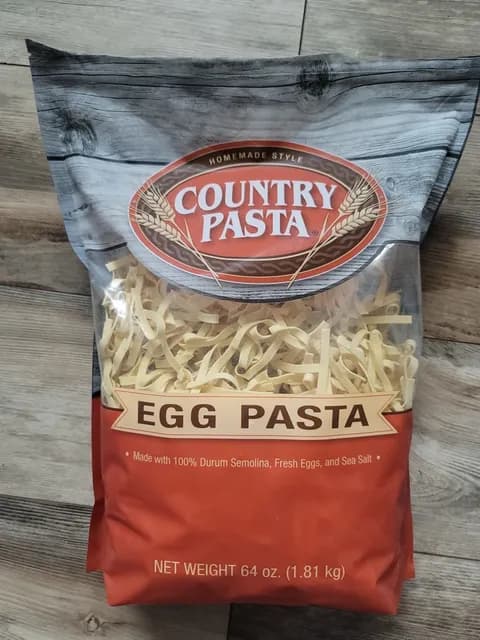 HOMEMADE STYLE
COUNTRY
PASTA
EGG PASTA
• Made with 100% Durum Semolina, Fresh Eggs, and Sea Salt •
NET WEIGHT 64 oz. (1.81 kg)